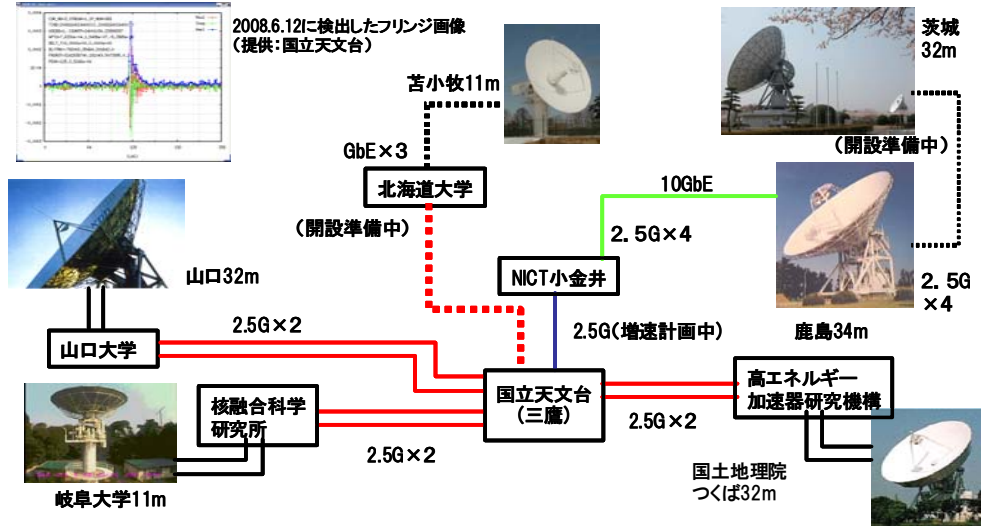 2008.6.12に検出したフリンジ画像
（提供：国立天文台）
茨城
32m
苫小牧11m
（開設準備中）
GbE×3
10GbE
北海道大学
（開設準備中）
2.5G×4
NICT小金井
山口32m
2.5G
×4
2.5G×2
2.5G（増速計画中）
鹿島34m
山口大学
国立天文台
（三鷹）
高エネルギー
加速器研究機構
核融合科学
研究所
2.5G×2
2.5G×2
国土地理院
つくば32m
岐阜大学11m